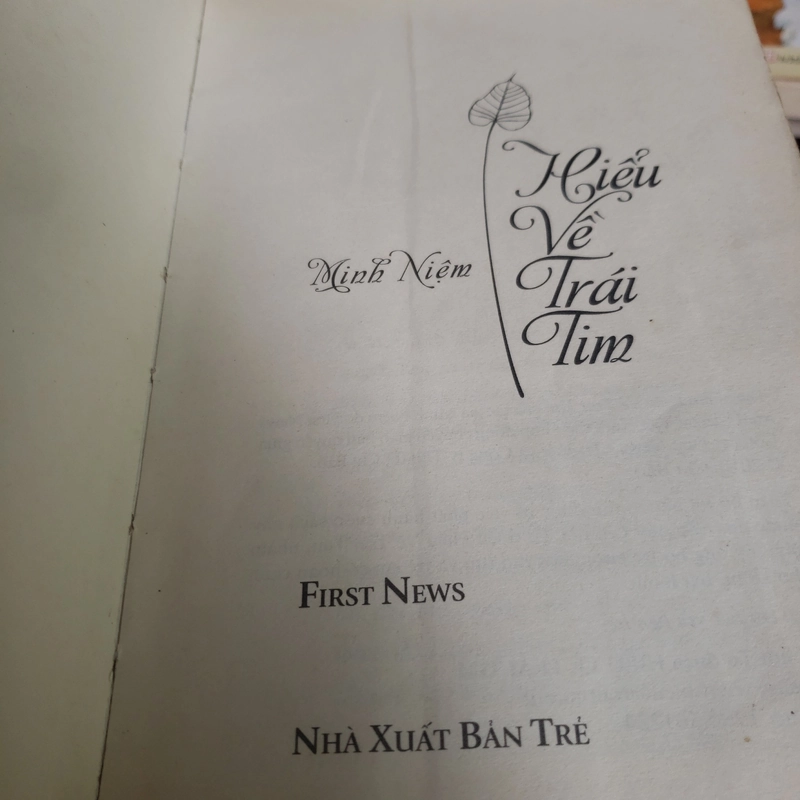 Hiểu
Về
Trái
Tim
Minh Niệm
FIRST NEWS
NHÀ XUẤT BẢN TRẺ